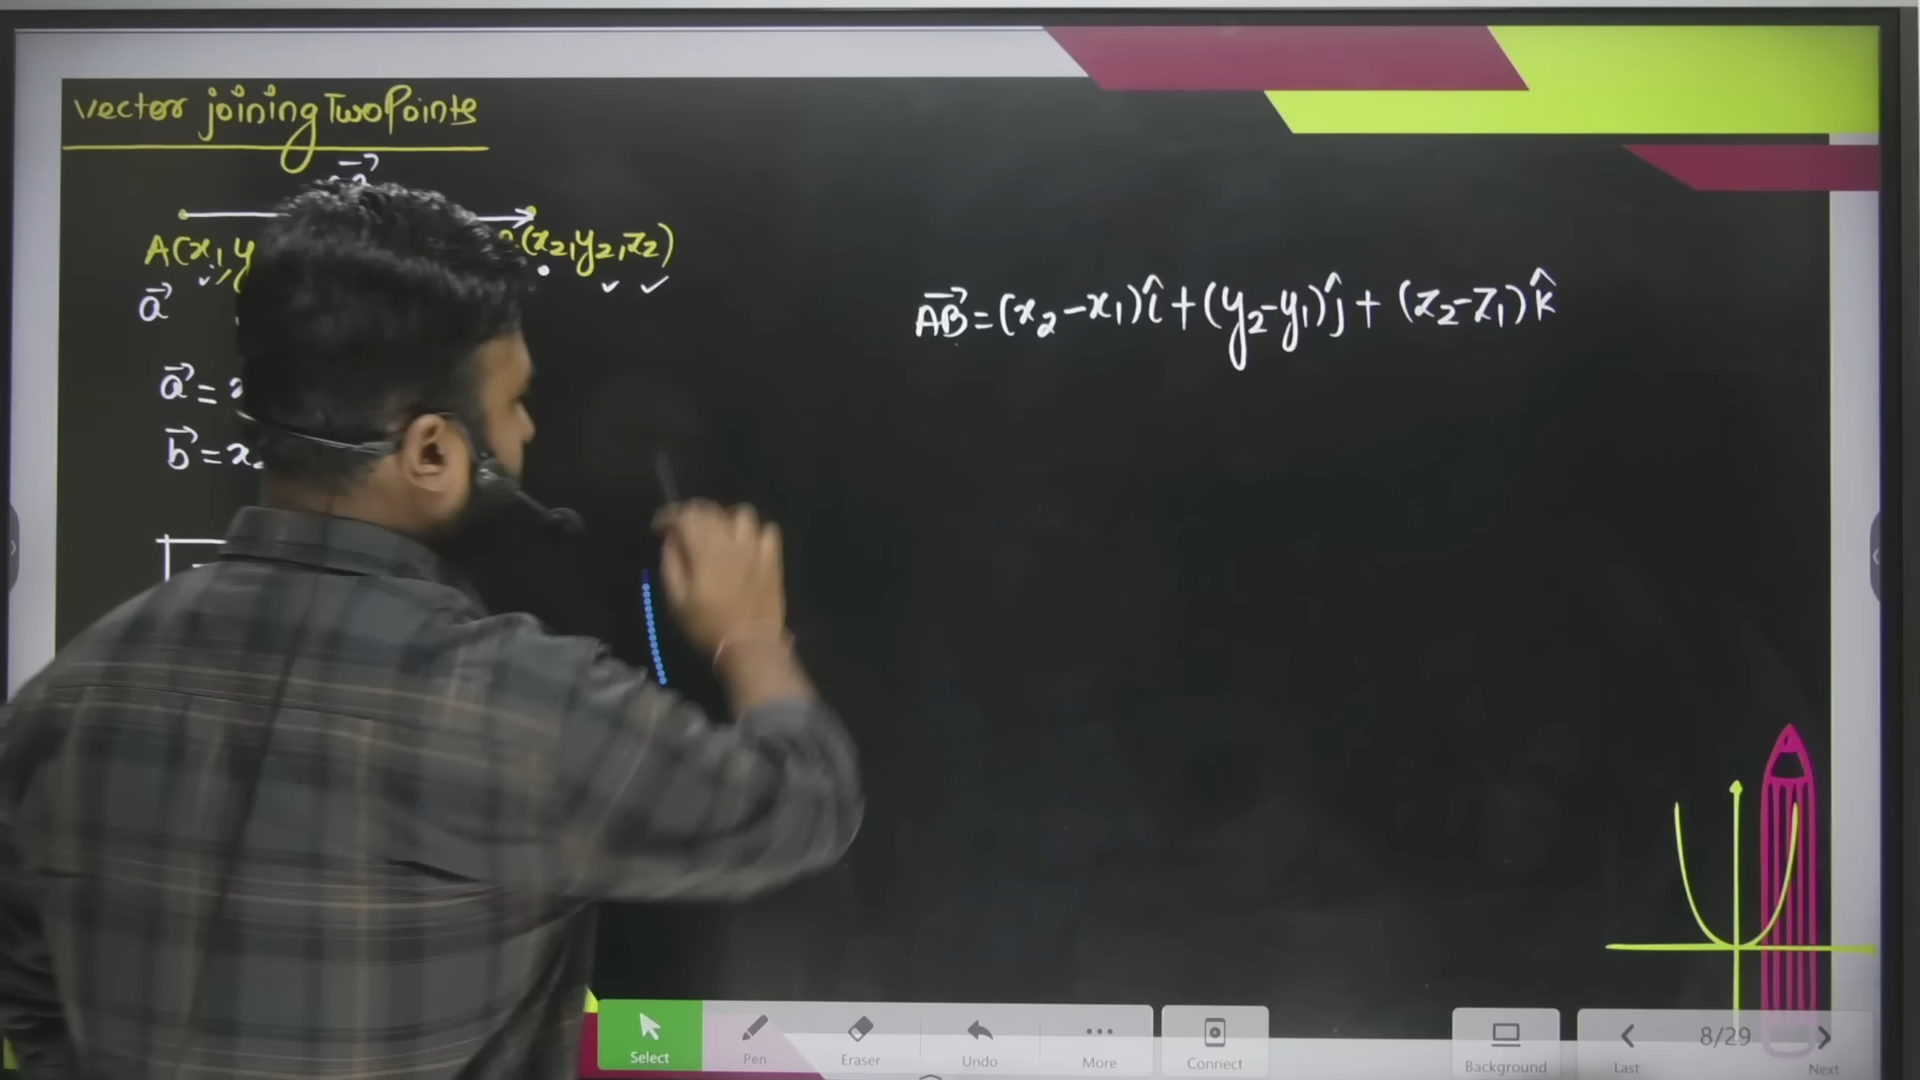 vector joining Two Points
A(x₁, y (x₂,y₂,z₂)
a⃗
AB⃗ = (x₂-x₁)î + (y₂-y₁)ĵ + (z₂-z₁)k̂
a⃗ =
b⃗ = x₂
Select Pen Eraser Undo More Connect Background Last 8/29 Next